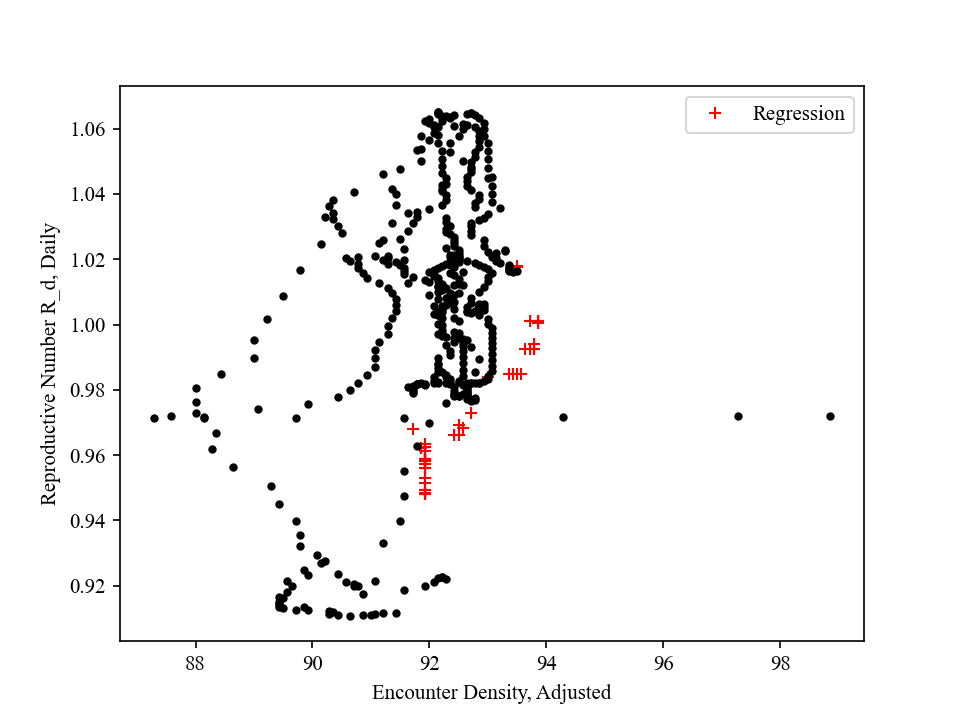 Regression
1.06
1.04
1.02
1.00
0.98
0.96
0.94
0.92
Reproductive Number R_d, Daily
88 90 92 94 96 98
Encounter Density, Adjusted